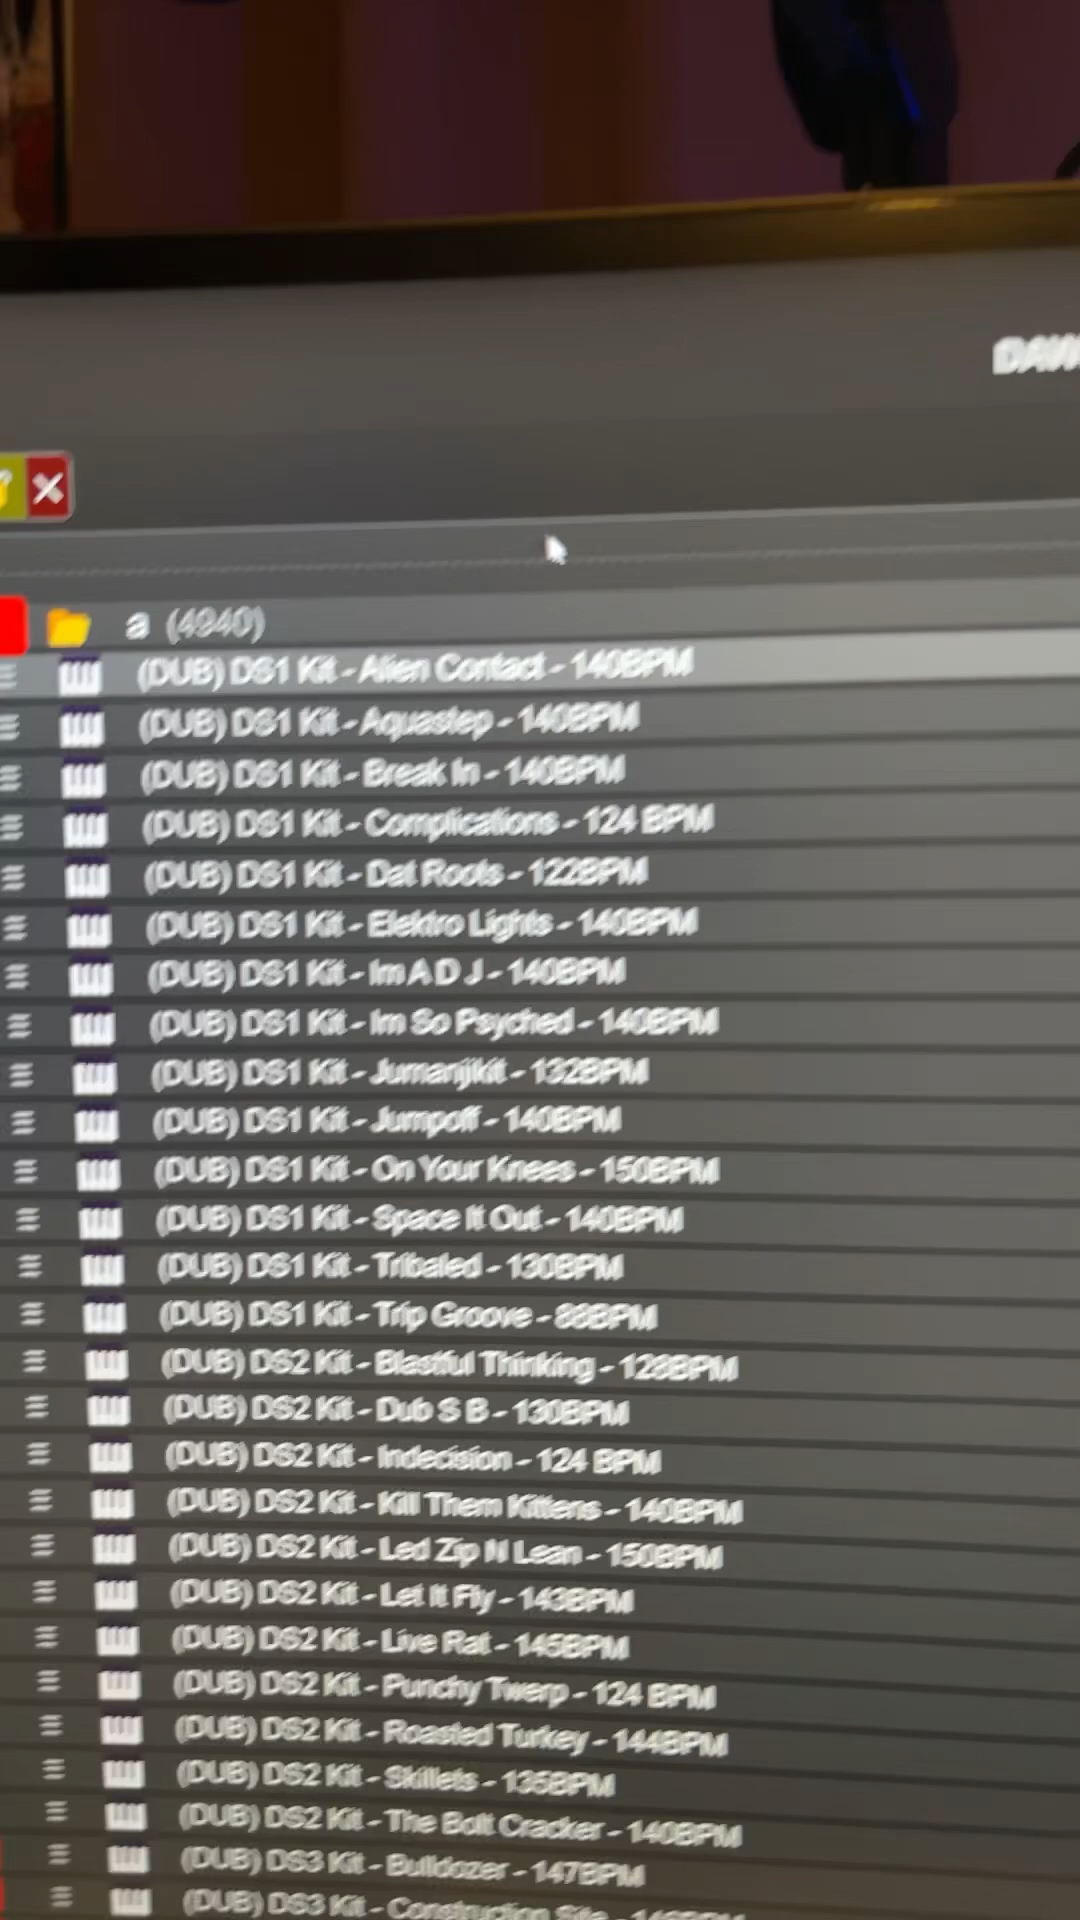 a (4940)
(DUB) DS1 Kit - Alien Contact - 140BPM
(DUB) DS1 Kit - Aquastep - 140BPM
(DUB) DS1 Kit - Break In - 140BPM
(DUB) DS1 Kit - Complications - 124 BPM
(DUB) DS1 Kit - Dat Roots - 122BPM
(DUB) DS1 Kit - Elektro Lights - 140BPM
(DUB) DS1 Kit - Im A D J - 140BPM
(DUB) DS1 Kit - Im So Psyched - 140BPM
(DUB) DS1 Kit - Jumanjikit - 132BPM
(DUB) DS1 Kit - Jumpoff - 140BPM
(DUB) DS1 Kit - On Your Knees - 150BPM
(DUB) DS1 Kit - Space It Out - 140BPM
(DUB) DS1 Kit - Tribaled - 130BPM
(DUB) DS1 Kit - Trip Groove - 88BPM
(DUB) DS2 Kit - Blastful Thinking - 128BPM
(DUB) DS2 Kit - Dub S B - 130BPM
(DUB) DS2 Kit - Indecision - 124 BPM
(DUB) DS2 Kit - Kill Them Kittens - 140BPM
(DUB) DS2 Kit - Led Zip N Lean - 150BPM
(DUB) DS2 Kit - Let It Fly - 143BPM
(DUB) DS2 Kit - Live Rat - 145BPM
(DUB) DS2 Kit - Punchy Twerp - 124 BPM
(DUB) DS2 Kit - Roasted Turkey - 144BPM
(DUB) DS2 Kit - Skillets - 135BPM
(DUB) DS2 Kit - The Bolt Cracker - 140BPM
(DUB) DS3 Kit - Bulldozer - 147BPM
(DUB) DS3 Kit - Construction Site -